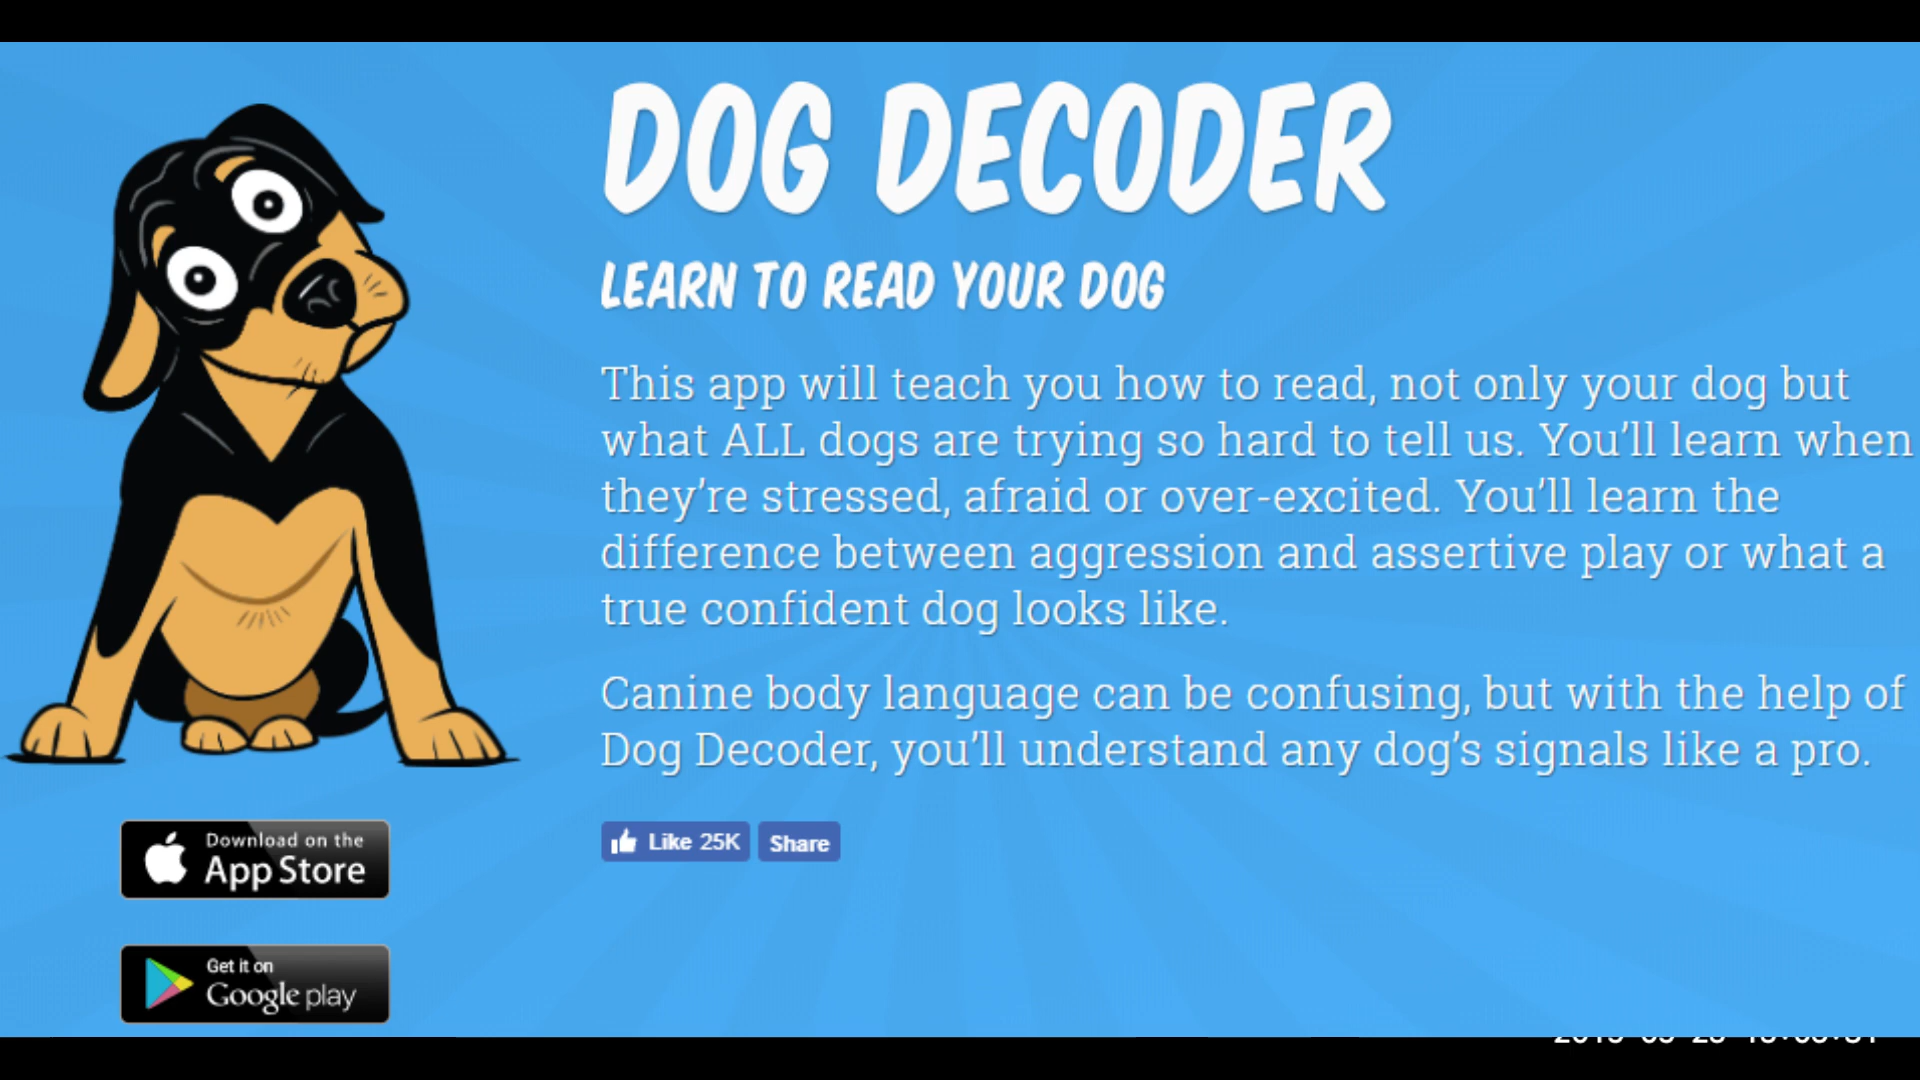 DOG DECODER
LEARN TO READ YOUR DOG
This app will teach you how to read, not only your dog but
what ALL dogs are trying so hard to tell us. You’ll learn when
they’re stressed, afraid or over-excited. You’ll learn the
difference between aggression and assertive play or what a
true confident dog looks like.
Canine body language can be confusing, but with the help of
Dog Decoder, you’ll understand any dog’s signals like a pro.
Like 25K
Share
Download on the
App Store
Get it on
Google play